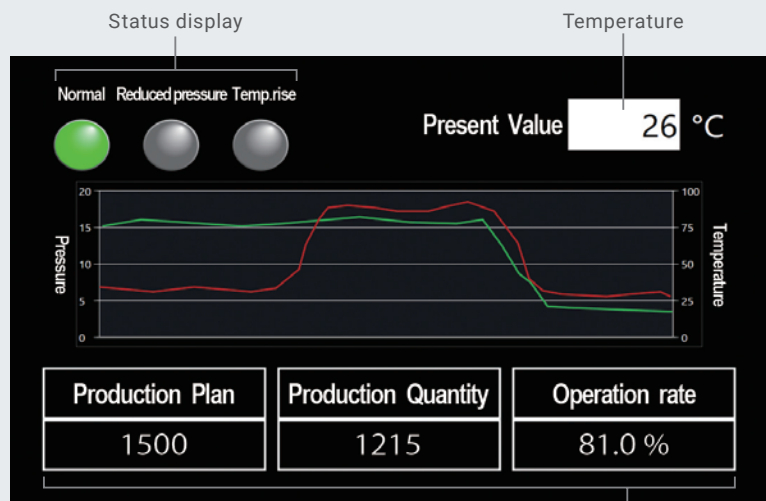 Status display
Temperature
Normal Reduced pressure Temp.rise
Present Value 26 °C
20
15
10
5
0
Pressure
100
75
50
25
0
Temperature
Production Plan
Production Quantity
Operation rate
1500
1215
81.0 %